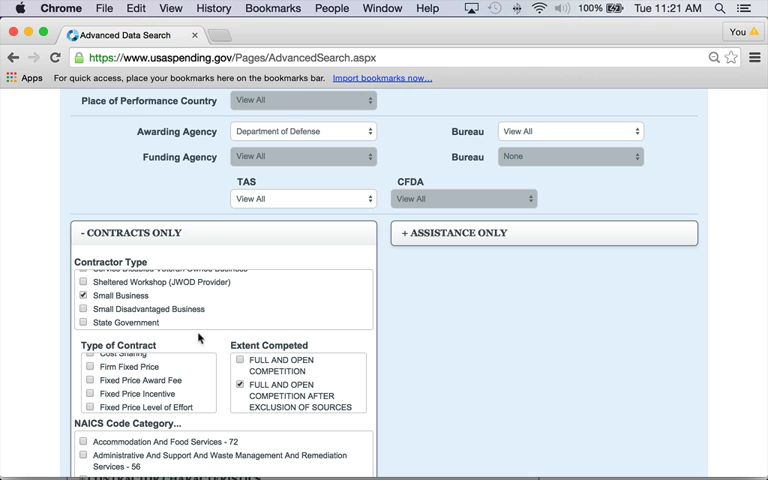 Chrome File Edit View History Bookmarks People Window Help 100% Tue 11:21 AM
Advanced Data Search You
https://www.usaspending.gov/Pages/AdvancedSearch.aspx
Apps For quick access, place your bookmarks here on the bookmarks bar. Import bookmarks now...
Place of Performance Country View All
Awarding Agency Department of Defense Bureau View All
Funding Agency View All Bureau None
TAS CFDA
View All View All
- CONTRACTS ONLY + ASSISTANCE ONLY
Contractor Type
Service Disabled Veteran Owned Business
Sheltered Workshop (JWOD Provider)
Small Business
Small Disadvantaged Business
State Government
Type of Contract Extent Competed
Cost Sharing
Firm Fixed Price
Fixed Price Award Fee
Fixed Price Incentive
Fixed Price Level of Effort
FULL AND OPEN
COMPETITION
FULL AND OPEN
COMPETITION AFTER
EXCLUSION OF SOURCES
NAICS Code Category...
Accommodation And Food Services - 72
Administrative And Support And Waste Management And Remediation
Services - 56
CONTRACTOR CHARACTERISTICS